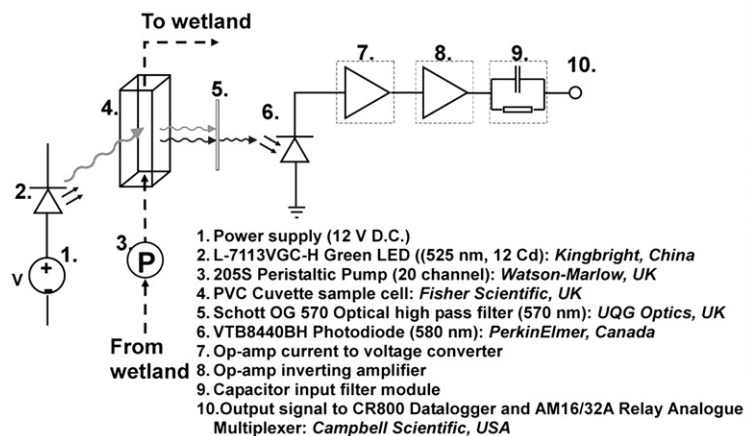 To wetland
7.
8.
9.
10.
4.
5.
6.
2.
1.
3.
P
V
+
-
From
wetland
1. Power supply (12 V D.C.)
2. L-7113VGC-H Green LED ((525 nm, 12 Cd): Kingbright, China
3. 205S Peristaltic Pump (20 channel): Watson-Marlow, UK
4. PVC Cuvette sample cell: Fisher Scientific, UK
5. Schott OG 570 Optical high pass filter (570 nm): UQG Optics, UK
6. VTB8440BH Photodiode (580 nm): PerkinElmer, Canada
7. Op-amp current to voltage converter
8. Op-amp inverting amplifier
9. Capacitor input filter module
10.Output signal to CR800 Datalogger and AM16/32A Relay Analogue
Multiplexer: Campbell Scientific, USA